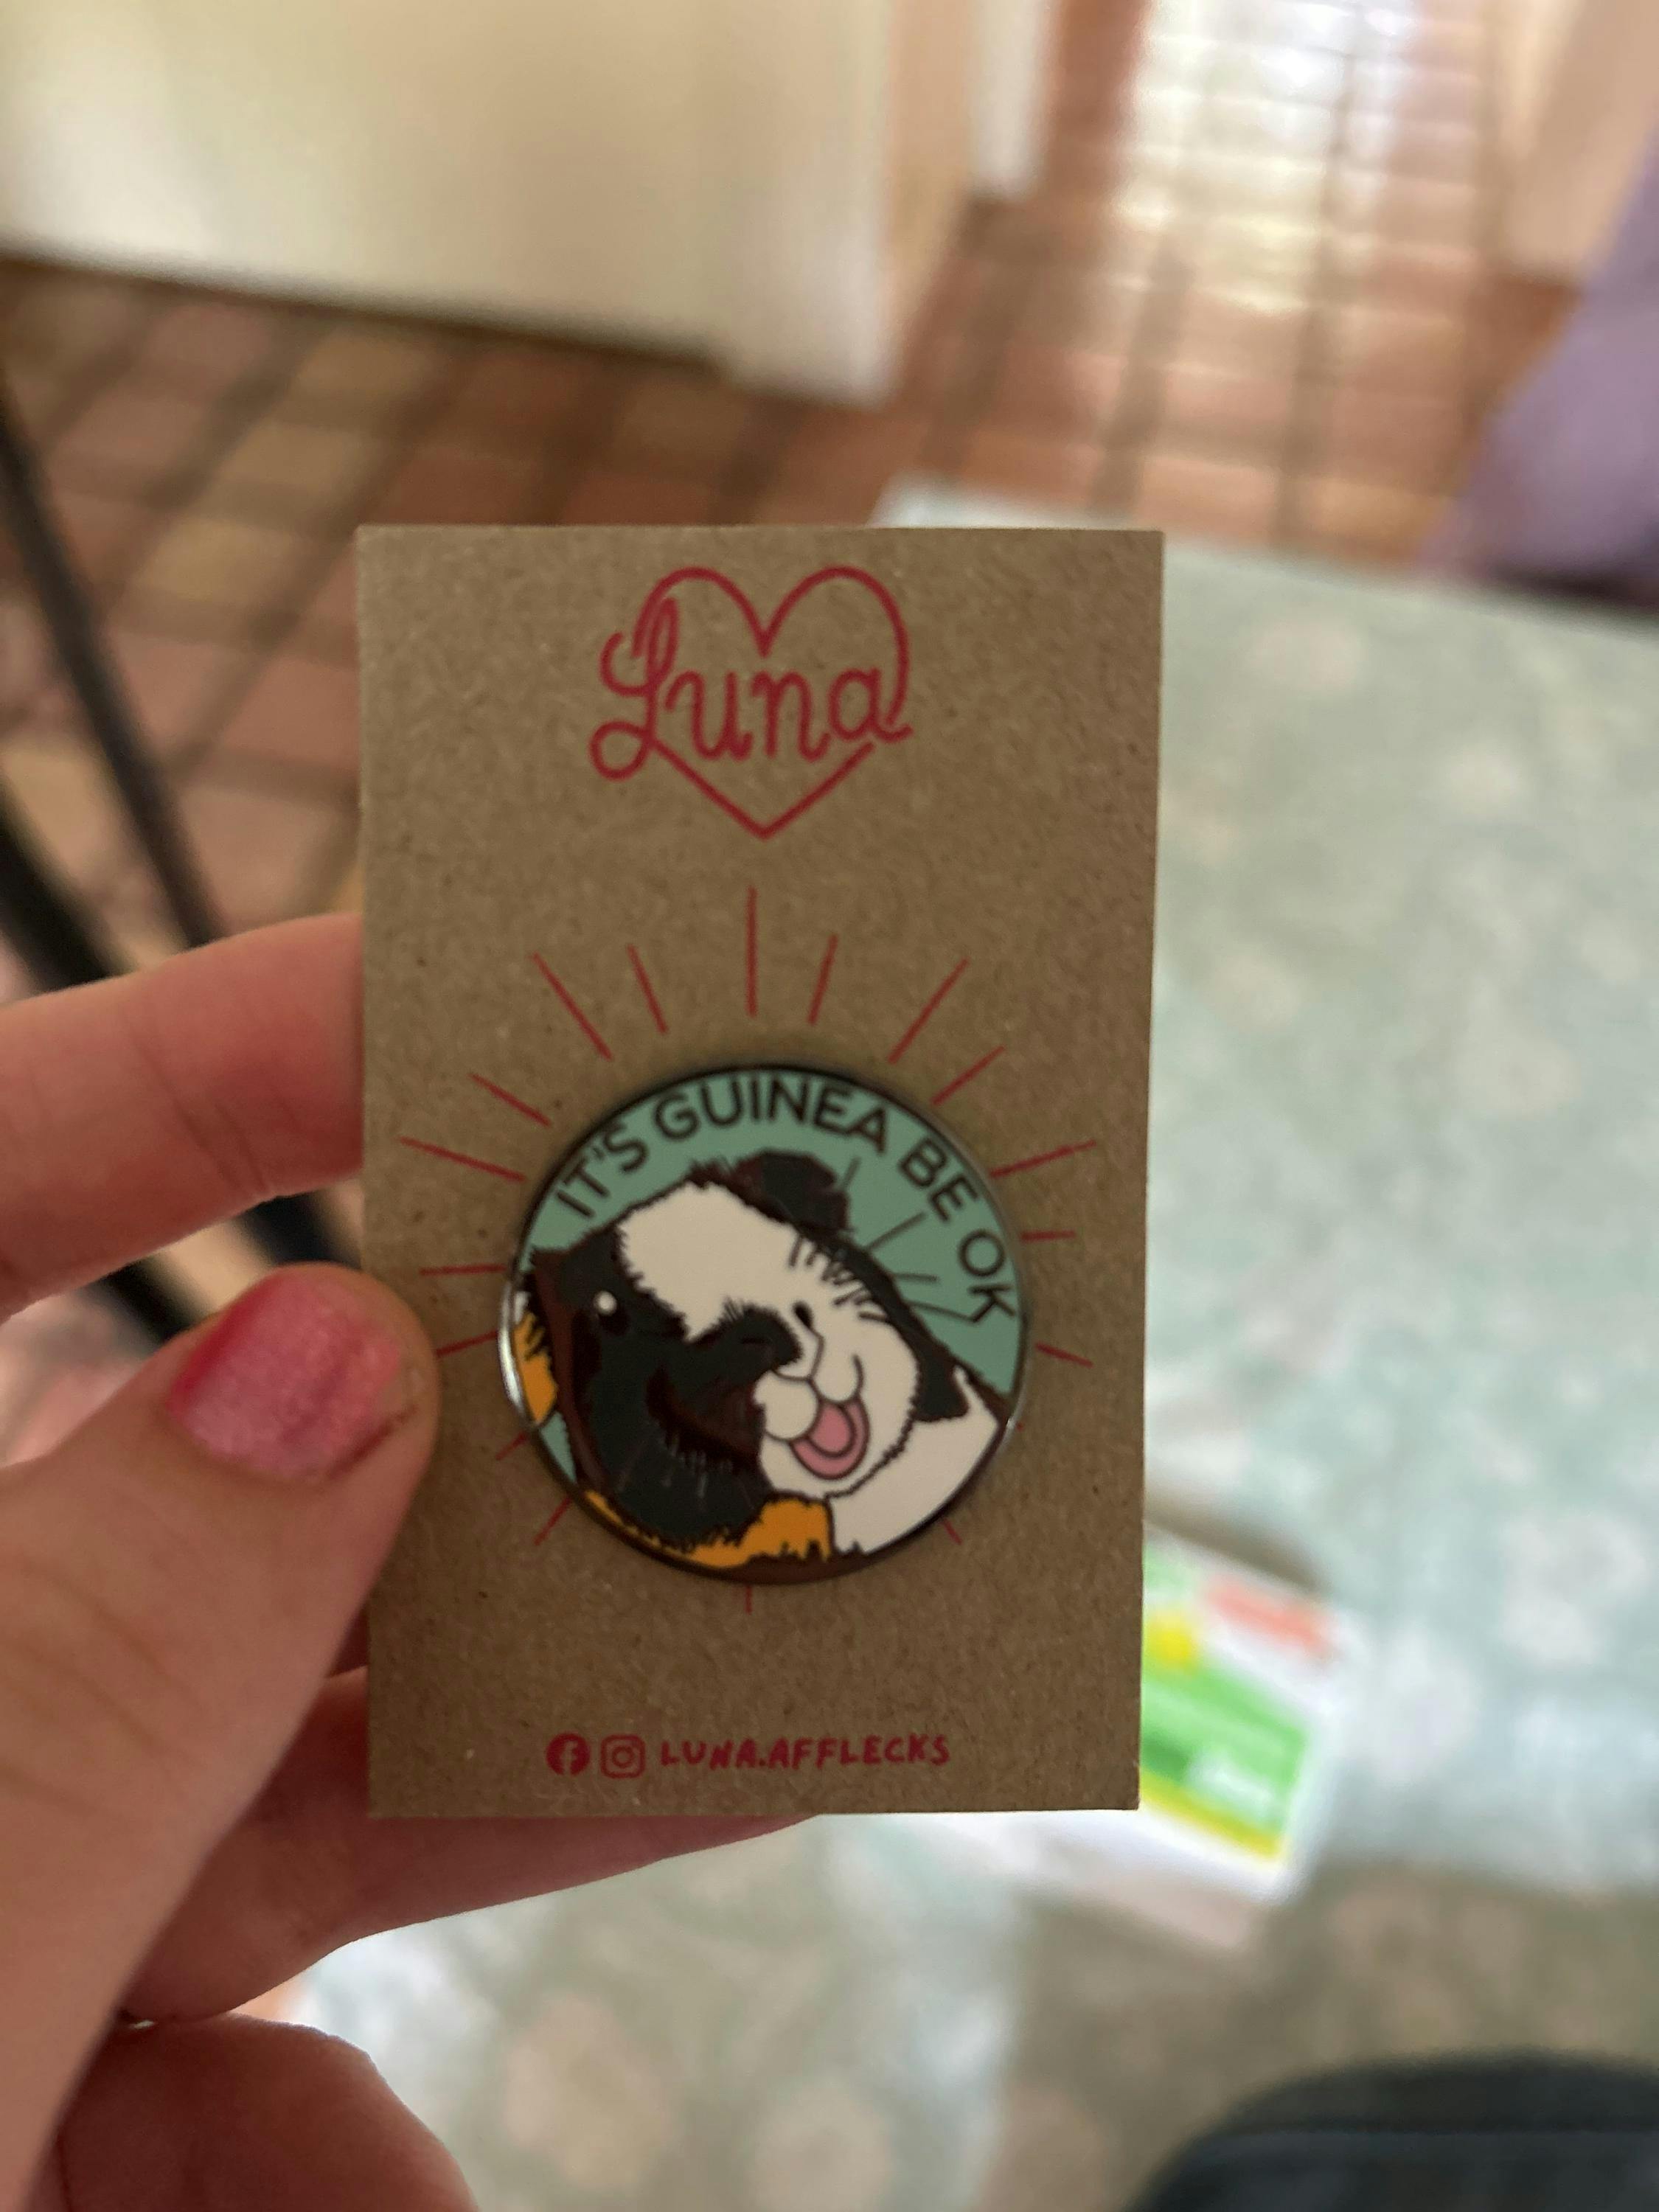 Luna
IT'S GUINEA BE OK
LUNA.AFFLECKS